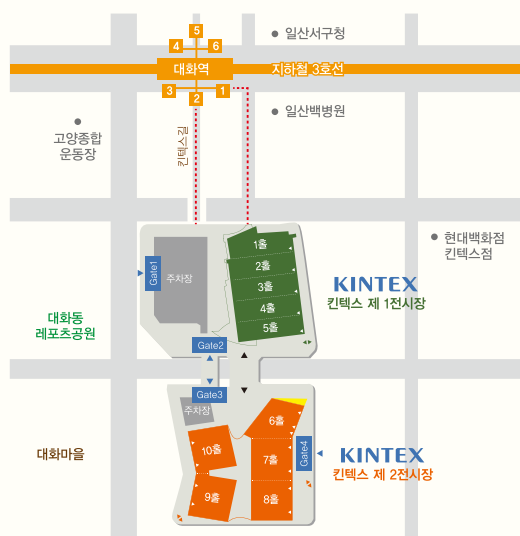 5
4
6
일산서구청
대화역
지하철 3호선
3
2
1
일산백병원
고양종합
운동장
킨텍스길
현대백화점
킨텍스점
1홀
2홀
3홀
4홀
5홀
주차장
Gate1
KINTEX
킨텍스 제 1전시장
대화동
레포츠공원
Gate2
Gate3
주차장
6홀
7홀
8홀
10홀
9홀
Gate4
대화마을
KINTEX
킨텍스 제 2전시장